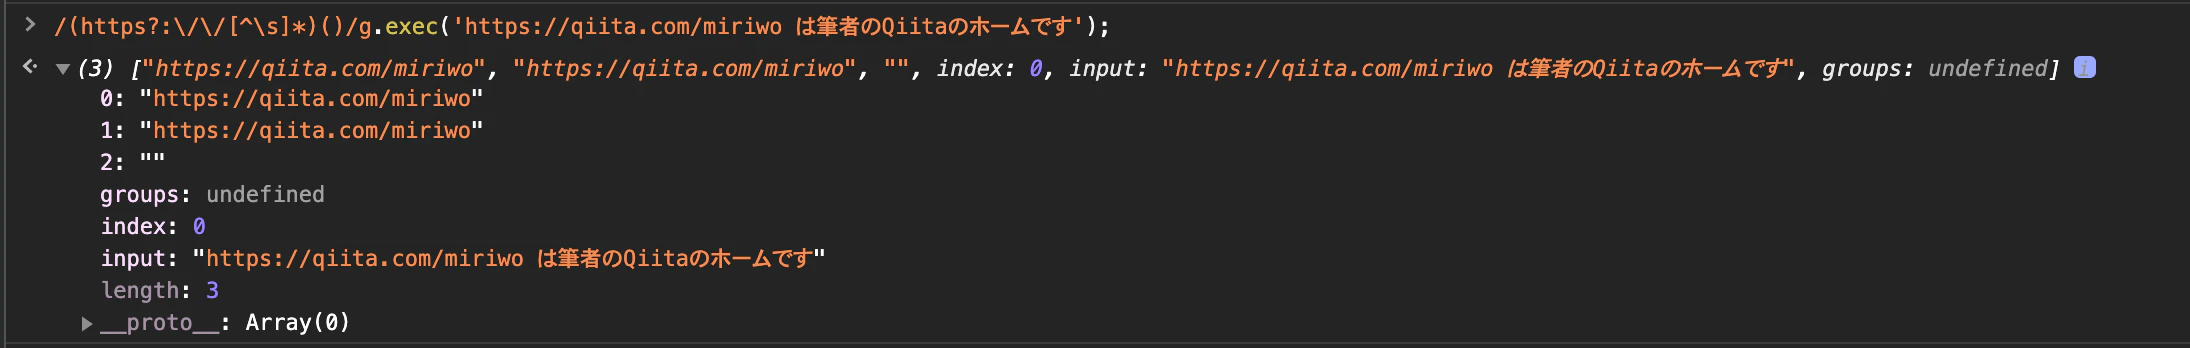 > /(https?:\/\/[^\s]*)()/g.exec('https://qiita.com/miriwo は筆者のQiitaのホームです');
(3) ["https://qiita.com/miriwo", "https://qiita.com/miriwo", "", index: 0, input: "https://qiita.com/miriwo は筆者のQiitaのホームです", groups: undefined] i
0: "https://qiita.com/miriwo"
1: "https://qiita.com/miriwo"
2: ""
groups: undefined
index: 0
input: "https://qiita.com/miriwo は筆者のQiitaのホームです"
length: 3
__proto__: Array(0)